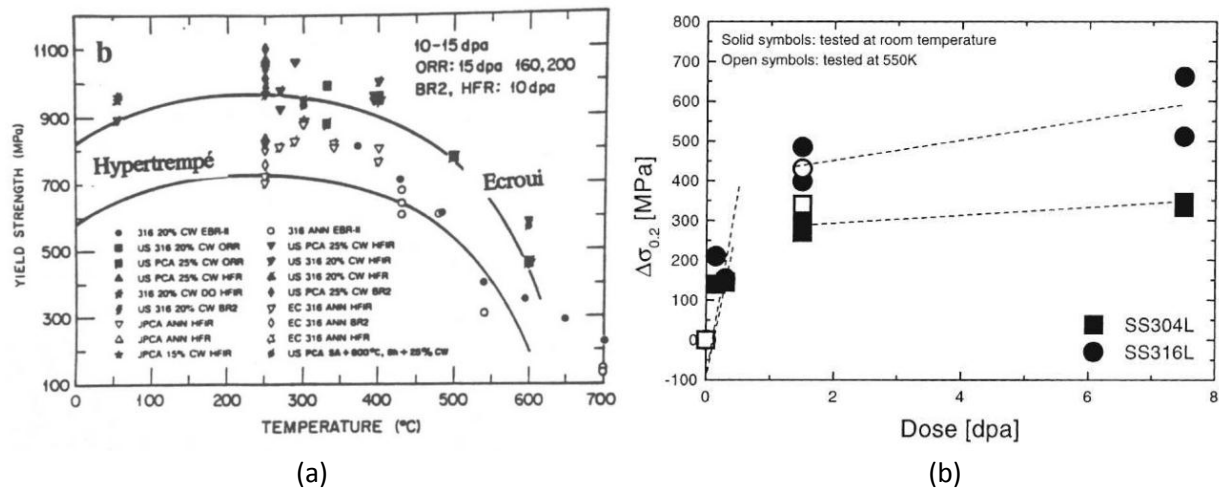 b
10-15 dpa
ORR: 15 dpa 160,200
BR2, HFR: 10 dpa
Hypertrempé
Ecroui
1100
900
700
500
300
100
YIELD STRENGTH (MPa)
316 20% CW EBR-II
US 316 20% CW ORR
US PCA 25% CW ORR
US PCA 25% CW HFR
316 20% CW DO HFIR
US 316 20% CW BR2
JPCA ANN HFIR
JPCA ANN HFR
JPCA 15% CW HFIR
316 ANN EBR-II
US PCA 25% CW HFIR
US 316 20% CW HFIR
US 316 20% CW HFR
US PCA 25% CW BR2
EC 316 ANN HFIR
EC 316 ANN BR2
EC 316 ANN HFR
US PCA SA + 800°C, 8h + 25% CW
0 100 200 300 400 500 600 700
TEMPERATURE (°C)
(a)
b
800
700
600
500
400
300
200
100
0
-100
Δσ0.2 [MPa]
Solid symbols: tested at room temperature
Open symbols: tested at 550K
SS304L
SS316L
0 2 4 6 8
Dose [dpa]
(b)